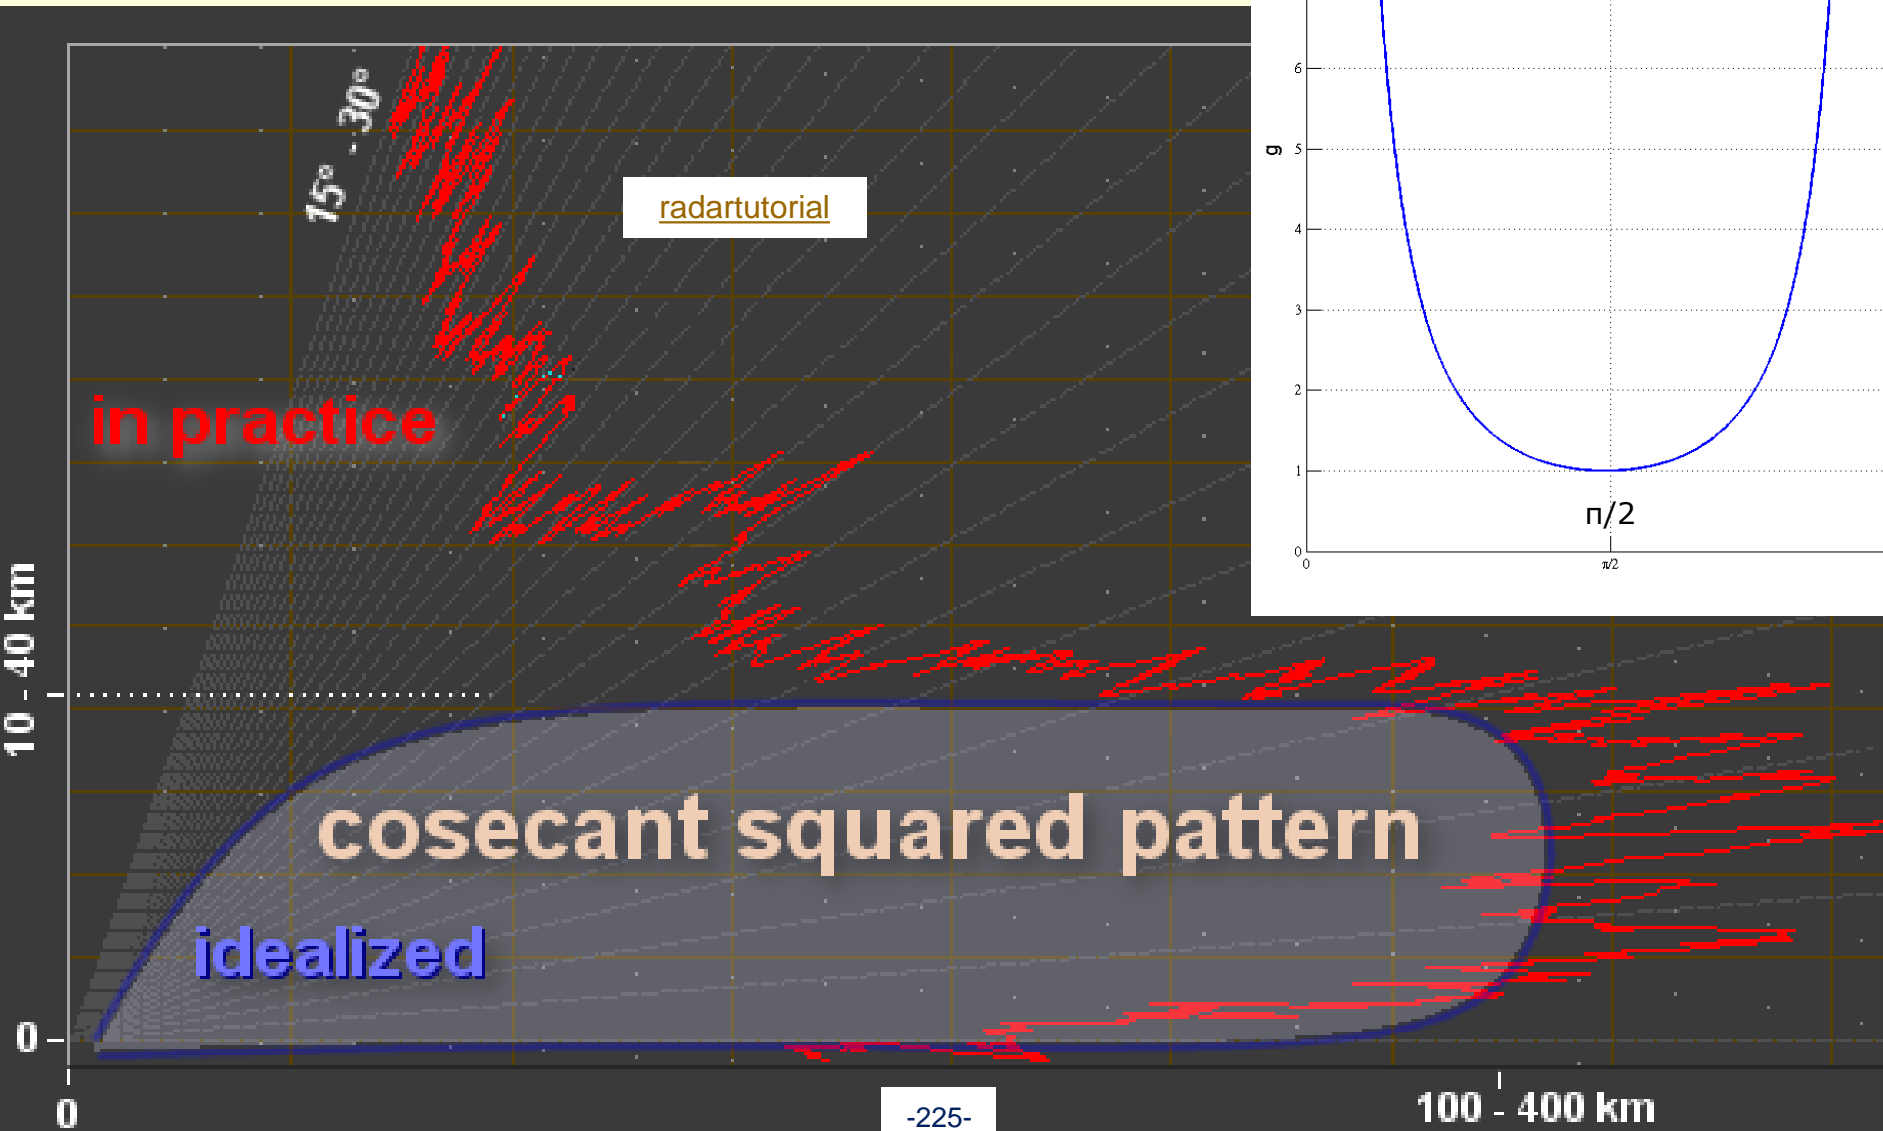 15° - 30°
radartutorial
in practice
10 - 40 km
cosecant squared pattern
idealized
0
0
100 - 400 km
-225-
g
6
5
4
3
2
1
0
π/2
0
π/2